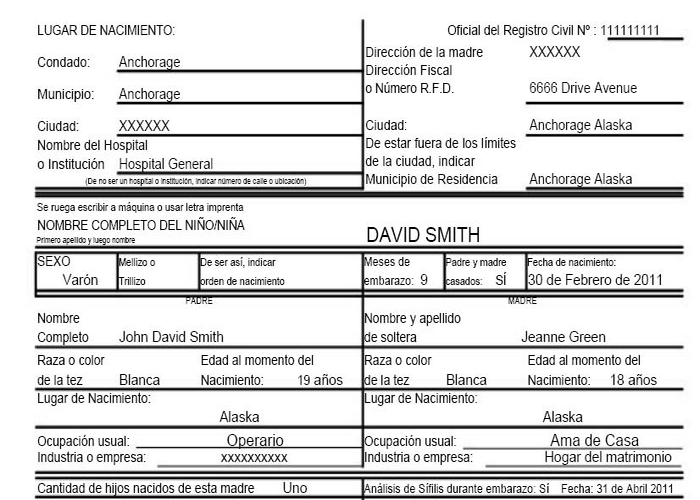 LUGAR DE NACIMIENTO:
Oficial del Registro Civil Nº : 111111111
Condado: Anchorage
Dirección de la madre XXXXXX
Dirección Fiscal
Municipio: Anchorage
o Número R.F.D. 6666 Drive Avenue
Ciudad: XXXXXX
Ciudad: Anchorage Alaska
Nombre del Hospital
De estar fuera de los límites
o Institución Hospital General
de la ciudad, indicar
(De no ser un hospital o institución, indicar número de calle o ubicación)
Municipio de Residencia Anchorage Alaska
Se ruega escribir a máquina o usar letra imprenta
NOMBRE COMPLETO DEL NIÑO/NIÑA
Primero apellido y luego nombre
DAVID SMITH
SEXO
Varón
Mellizo o
Trillizo
De ser así, indicar
orden de nacimiento
Meses de
embarazo: 9
Padre y madre
casados: SÍ
Fecha de nacimiento:
30 de Febrero de 2011
PADRE
MADRE
Nombre
Completo John David Smith
Nombre y apellido
de soltera Jeanne Green
Raza o color
de la tez Blanca
Edad al momento del
Nacimiento: 19 años
Raza o color
de la tez Blanca
Edad al momento del
Nacimiento: 18 años
Lugar de Nacimiento:
Alaska
Lugar de Nacimiento:
Alaska
Ocupación usual: Operario
Industria o empresa: xxxxxxxxxx
Ocupación usual: Ama de Casa
Industria o empresa: Hogar del matrimonio
Cantidad de hijos nacidos de esta madre Uno
Análisis de Sífilis durante embarazo: Sí Fecha: 31 de Abril 2011